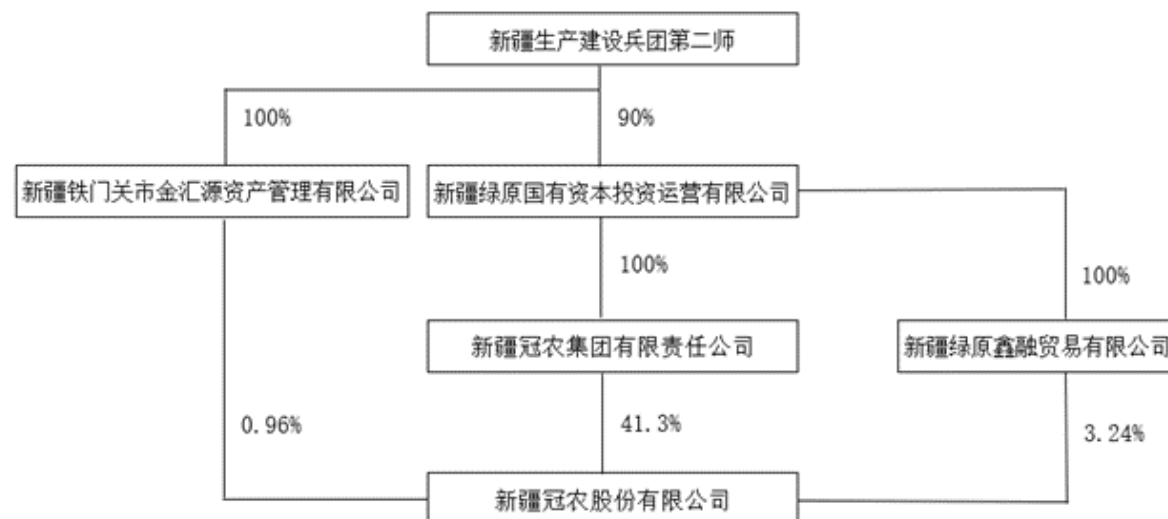 新疆生产建设兵团第二师
100%
90%
新疆铁门关市金汇源资产管理有限公司
新疆绿原国有资本投资运营有限公司
100%
100%
新疆冠农集团有限责任公司
新疆绿原鑫融贸易有限公司
0.96%
41.3%
3.24%
新疆冠农股份有限公司